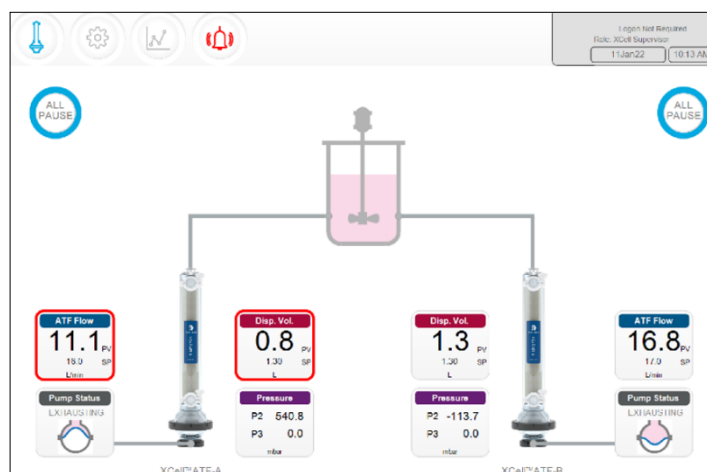 Logon Not Required
Role: XCell Supervisor
11Jan22 10:13 AM
ALL PAUSE
ALL PAUSE
ATF Flow
11.1 PV
16.0 SP
L/min
Disp. Vol.
0.8 PV
1.30 SP
L
Disp. Vol.
1.3 PV
1.30 SP
L
ATF Flow
16.8 PV
17.0 SP
L/min
Pump Status
EXHAUSTING
Pressure
P2 540.8
P3 0.0
mbar
Pressure
P2 -113.7
P3 0.0
mbar
Pump Status
EXHAUSTING
XCell™ATF-A
XCell™ATF-B